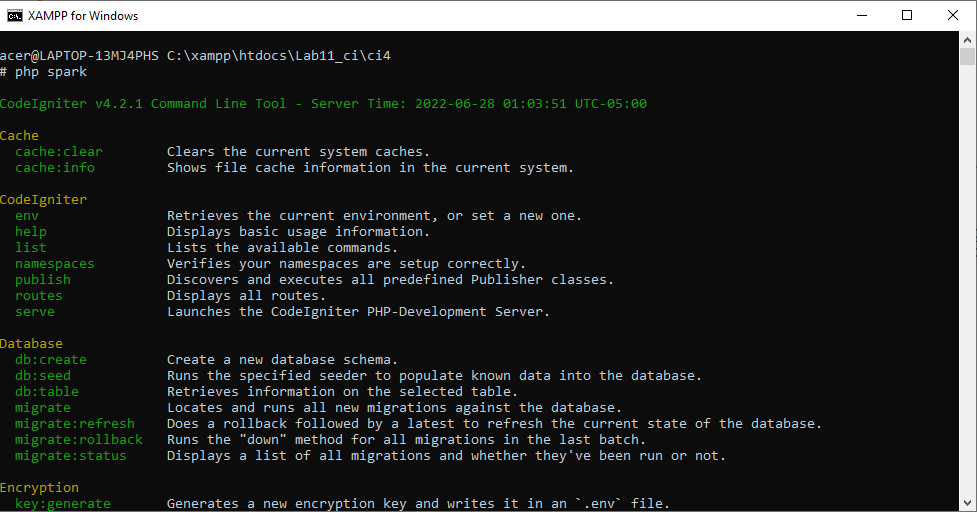 XAMPP for Windows
acer@LAPTOP-13MJ4PHS C:\xampp\htdocs\Lab11_ci\ci4
# php spark
CodeIgniter v4.2.1 Command Line Tool - Server Time: 2022-06-28 01:03:51 UTC-05:00
Cache
cache:clear Clears the current system caches.
cache:info Shows file cache information in the current system.
CodeIgniter
env Retrieves the current environment, or set a new one.
help Displays basic usage information.
list Lists the available commands.
namespaces Verifies your namespaces are setup correctly.
publish Discovers and executes all predefined Publisher classes.
routes Displays all routes.
serve Launches the CodeIgniter PHP-Development Server.
Database
db:create Create a new database schema.
db:seed Runs the specified seeder to populate known data into the database.
db:table Retrieves information on the selected table.
migrate Locates and runs all new migrations against the database.
migrate:refresh Does a rollback followed by a latest to refresh the current state of the database.
migrate:rollback Runs the "down" method for all migrations in the last batch.
migrate:status Displays a list of all migrations and whether they've been run or not.
Encryption
key:generate Generates a new encryption key and writes it in an `.env` file.